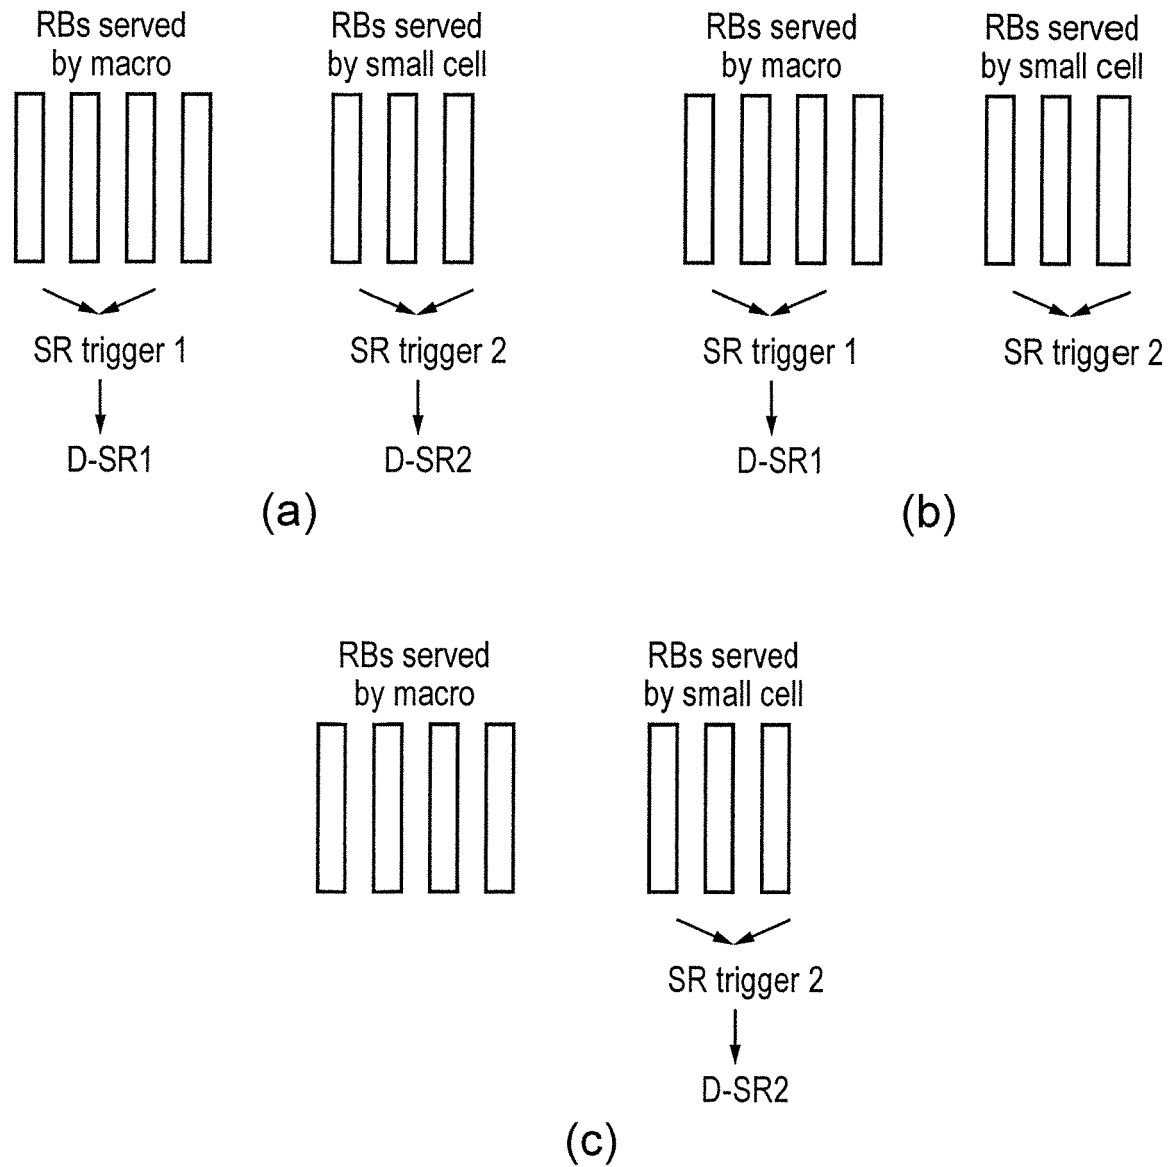 RBs served
by macro
RBs served
by small cell
SR trigger 1
SR trigger 2
D-SR1
D-SR2
(a)
RBs served
by macro
RBs served
by small cell
SR trigger 1
SR trigger 2
D-SR1
(b)
RBs served
by macro
RBs served
by small cell
SR trigger 2
D-SR2
(c)